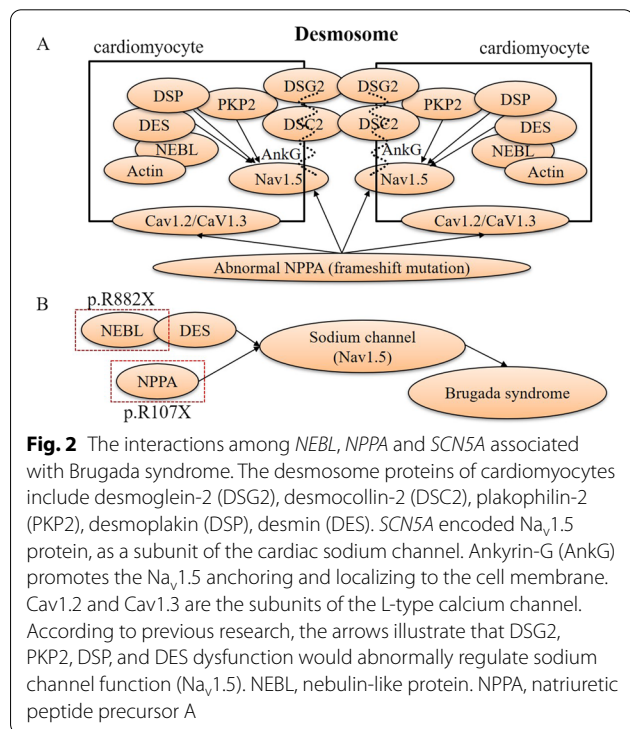 A
Desmosome
cardiomyocyte
cardiomyocyte
DSG2
DSG2
DSP
PKP2
PKP2
DSP
DES
DSC2
DSC2
DES
NEBL
AnkG
AnkG
NEBL
Actin
Nav1.5
Nav1.5
Actin
Cav1.2/CaV1.3
Cav1.2/CaV1.3
Abnormal NPPA (frameshift mutation)
B
p.R882X
NEBL
DES
Sodium channel
(Nav1.5)
NPPA
p.R107X
Brugada syndrome
Fig. 2 The interactions among NEBL, NPPA and SCN5A associated
with Brugada syndrome. The desmosome proteins of cardiomyocytes
include desmoglein-2 (DSG2), desmocollin-2 (DSC2), plakophilin-2
(PKP2), desmoplakin (DSP), desmin (DES). SCN5A encoded Nav1.5
protein, as a subunit of the cardiac sodium channel. Ankyrin-G (AnkG)
promotes the Nav1.5 anchoring and localizing to the cell membrane.
Cav1.2 and Cav1.3 are the subunits of the L-type calcium channel.
According to previous research, the arrows illustrate that DSG2,
PKP2, DSP, and DES dysfunction would abnormally regulate sodium
channel function (Nav1.5). NEBL, nebulin-like protein. NPPA, natriuretic
peptide precursor A